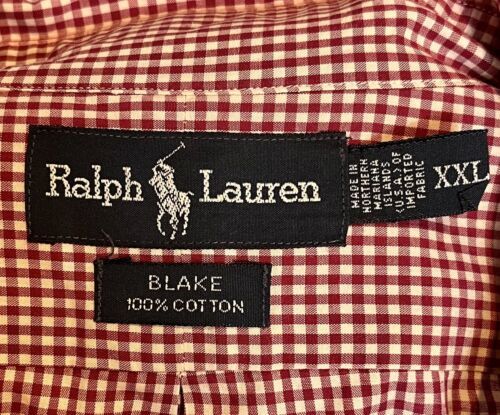 Ralph Lauren
MADE IN
NORTHERN
MARIANA
ISLANDS
(U.S.A.) OF
IMPORTED
FABRIC
XXL
BLAKE
100% COTTON